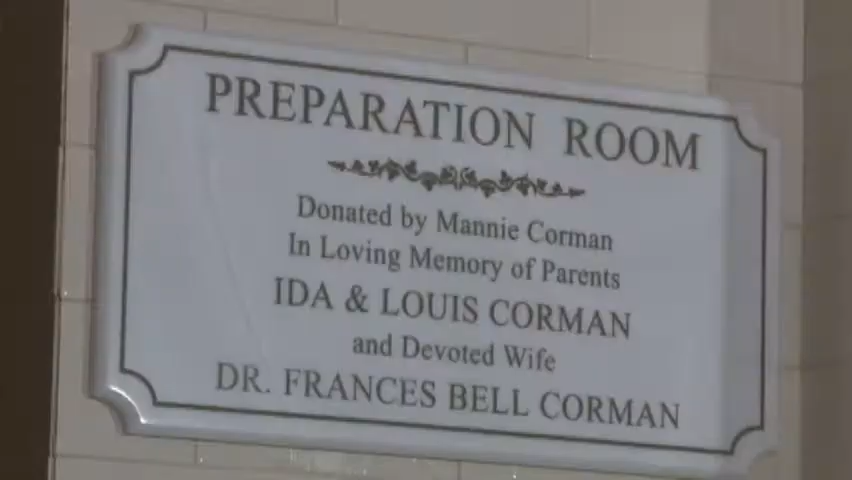 PREPARATION ROOM
Donated by Mannie Corman
In Loving Memory of Parents
IDA & LOUIS CORMAN
and Devoted Wife
DR. FRANCES BELL CORMAN